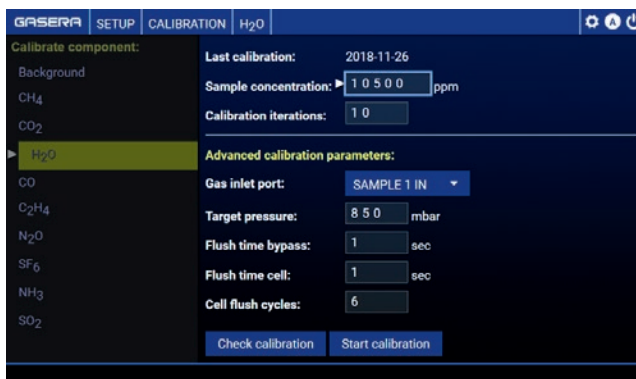 GASERA SETUP CALIBRATION H₂O
Calibrate component:
Background
CH₄
CO₂
H₂O
CO
C₂H₄
N₂O
SF₆
NH₃
SO₂
Last calibration: 2018-11-26
Sample concentration: 10500 ppm
Calibration iterations: 10
Advanced calibration parameters:
Gas inlet port: SAMPLE 1 IN
Target pressure: 850 mbar
Flush time bypass: 1 sec
Flush time cell: 1 sec
Cell flush cycles: 6
Check calibration Start calibration
A